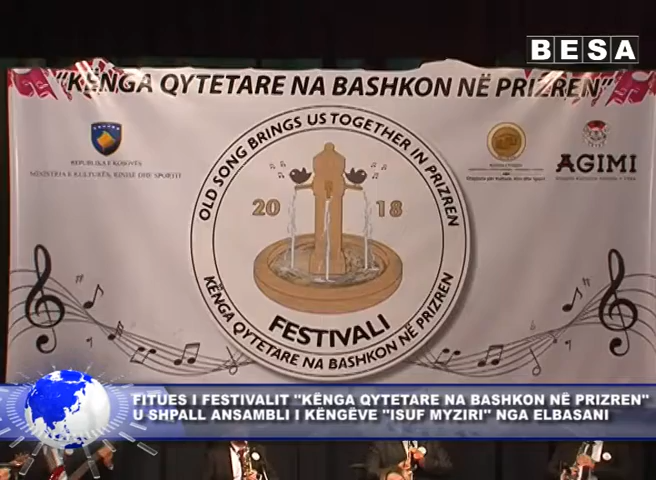 BESA
"KËNGA QYTETARE NA BASHKON NË PRIZREN"
REPUBLIKA E KOSOVËS
MINISTRIA E KULTURËS, RINISË DHE SPORTIT
AGIMI
OLD SONG BRINGS US TOGETHER IN PRIZREN
2018
FESTIVALI
KËNGA QYTETARE NA BASHKON NË PRIZREN
FITUES I FESTIVALIT "KËNGA QYTETARE NA BASHKON NË PRIZREN"
U SHPALL ANSAMBLI I KËNGËVE "ISUF MYZIRI" NGA ELBASANI